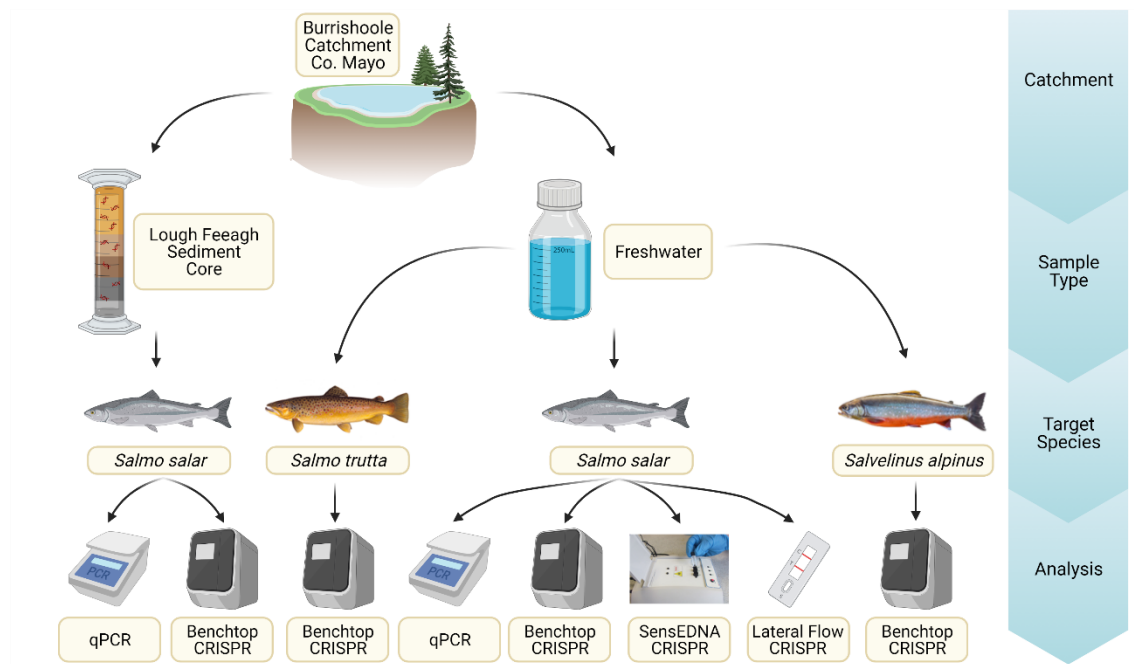 Burrishoole
Catchment
Co. Mayo
Catchment
Lough Feeagh
Sediment
Core
250mL
Freshwater
Sample
Type
Salmo salar
Salmo trutta
Salmo salar
Salvelinus alpinus
Target
Species
PCR
PCR
qPCR
Benchtop
CRISPR
Benchtop
CRISPR
qPCR
Benchtop
CRISPR
SensEDNA
CRISPR
Lateral Flow
CRISPR
Benchtop
CRISPR
Analysis